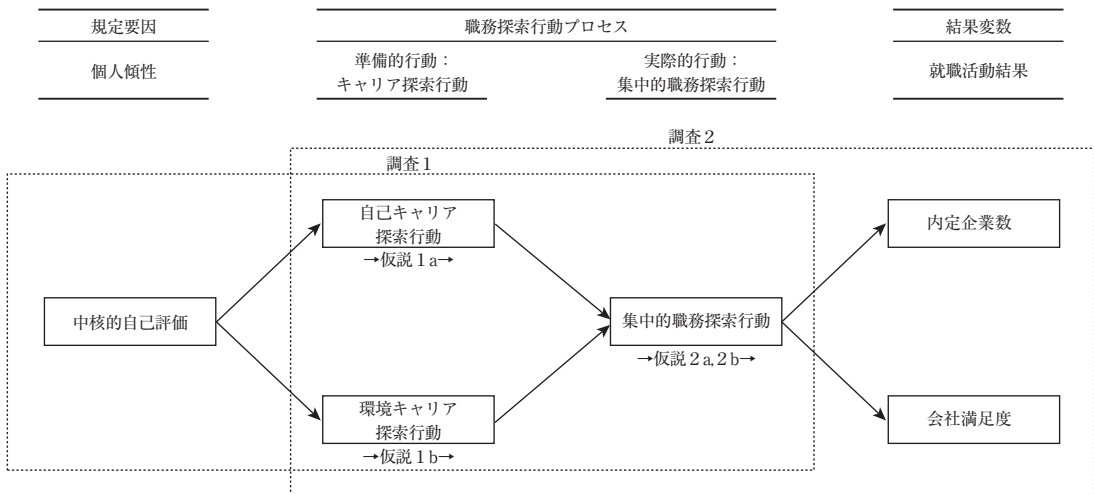 規定要因
職務探索行動プロセス
結果変数
個人傾性
準備的行動：
キャリア探索行動
実際的行動：
集中的職務探索行動
就職活動結果
調査２
調査１
自己キャリア
探索行動
→仮説１a→
内定企業数
中核的自己評価
集中的職務探索行動
→仮説２a,２b→
環境キャリア
探索行動
→仮説１b→
会社満足度